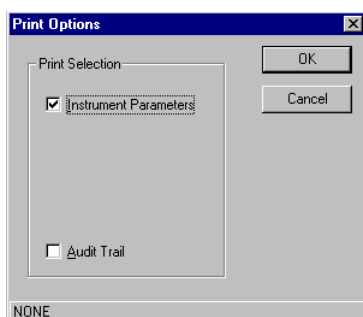 Print Options
Print Selection
Instrument Parameters
Audit Trail
OK
Cancel
NONE